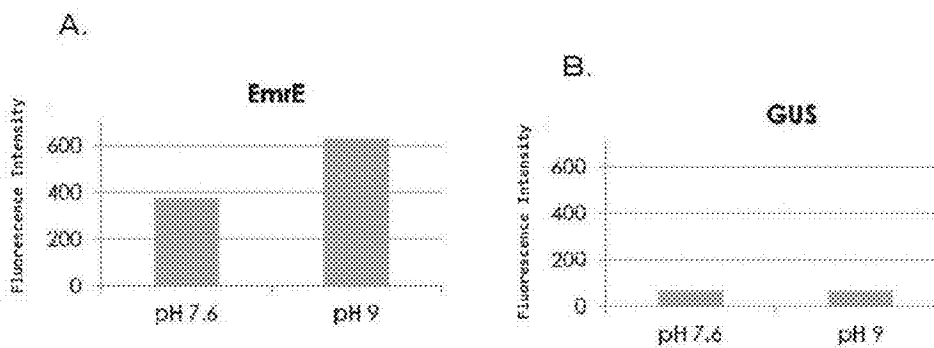 A.
EmrE
Fluorescence Intensity
600
400
200
0
pH 7.6
pH 9
B.
GUS
Fluorescence Intensity
600
400
200
0
pH 7.6
pH 9